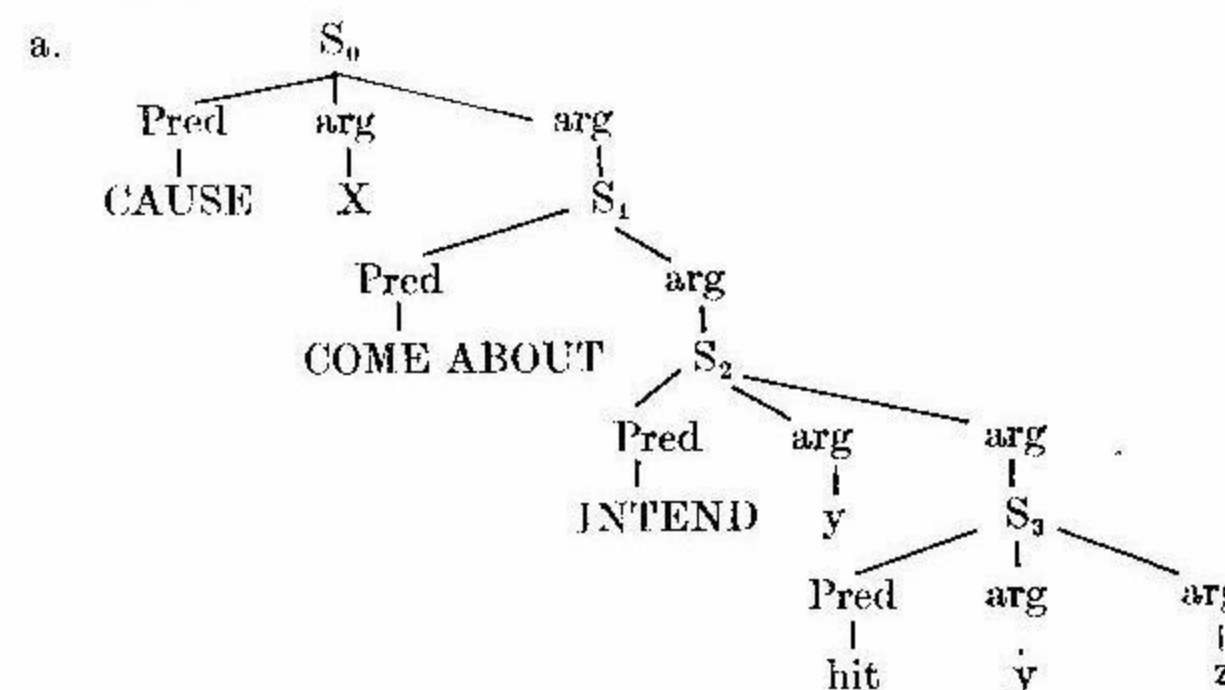 a. S₀
Pred arg arg
CAUSE X S₁
Pred arg
COME ABOUT S₂
Pred arg arg
INTEND y S₃
Pred arg arg
hit y z